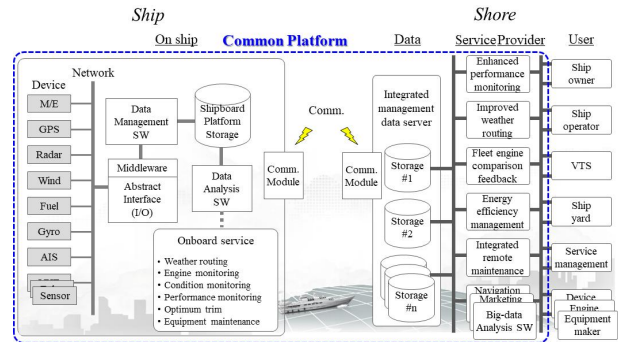 Ship
Shore
On ship
Common Platform
Data
Service Provider
User
Device
Network
M/E
GPS
Radar
Wind
Fuel
Gyro
AIS
Sensor
Data
Management
SW
Middleware
Abstract
Interface
(I/O)
Shipboard
Platform
Storage
Data
Analysis
SW
Onboard service
• Weather routing
• Engine monitoring
• Condition monitoring
• Performance monitoring
• Optimum trim
• Equipment maintenance
Comm.
Module
Comm.
Comm.
Module
Integrated
management
data server
Storage
#1
Storage
#2
Storage
#n
Enhanced
performance
monitoring
Improved
weather
routing
Fleet engine
comparison
feedback
Energy
efficiency
management
Integrated
remote
maintenance
Navigation
Marketing
Big-data
Analysis SW
Ship
owner
Ship
operator
VTS
Ship
yard
Service
management
Device
Engine
Equipment
maker